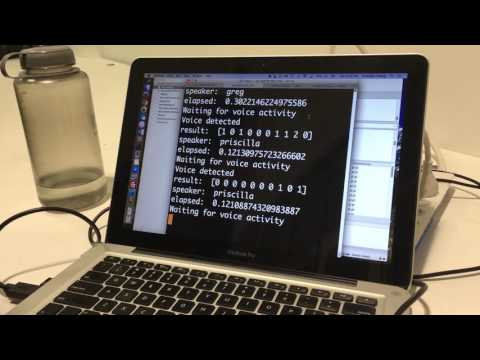 speaker:  greg
elapsed:  0.3022146224975586
Waiting for voice activity
Voice detected
result:  [1 0 1 0 0 0 1 1 2 0]
speaker:  priscilla
elapsed:  0.12130975723266602
Waiting for voice activity
Voice detected
result:  [0 0 0 0 0 0 0 1 0 1]
speaker:  priscilla
elapsed:  0.12108874320983887
Waiting for voice activity
MacBook Pro